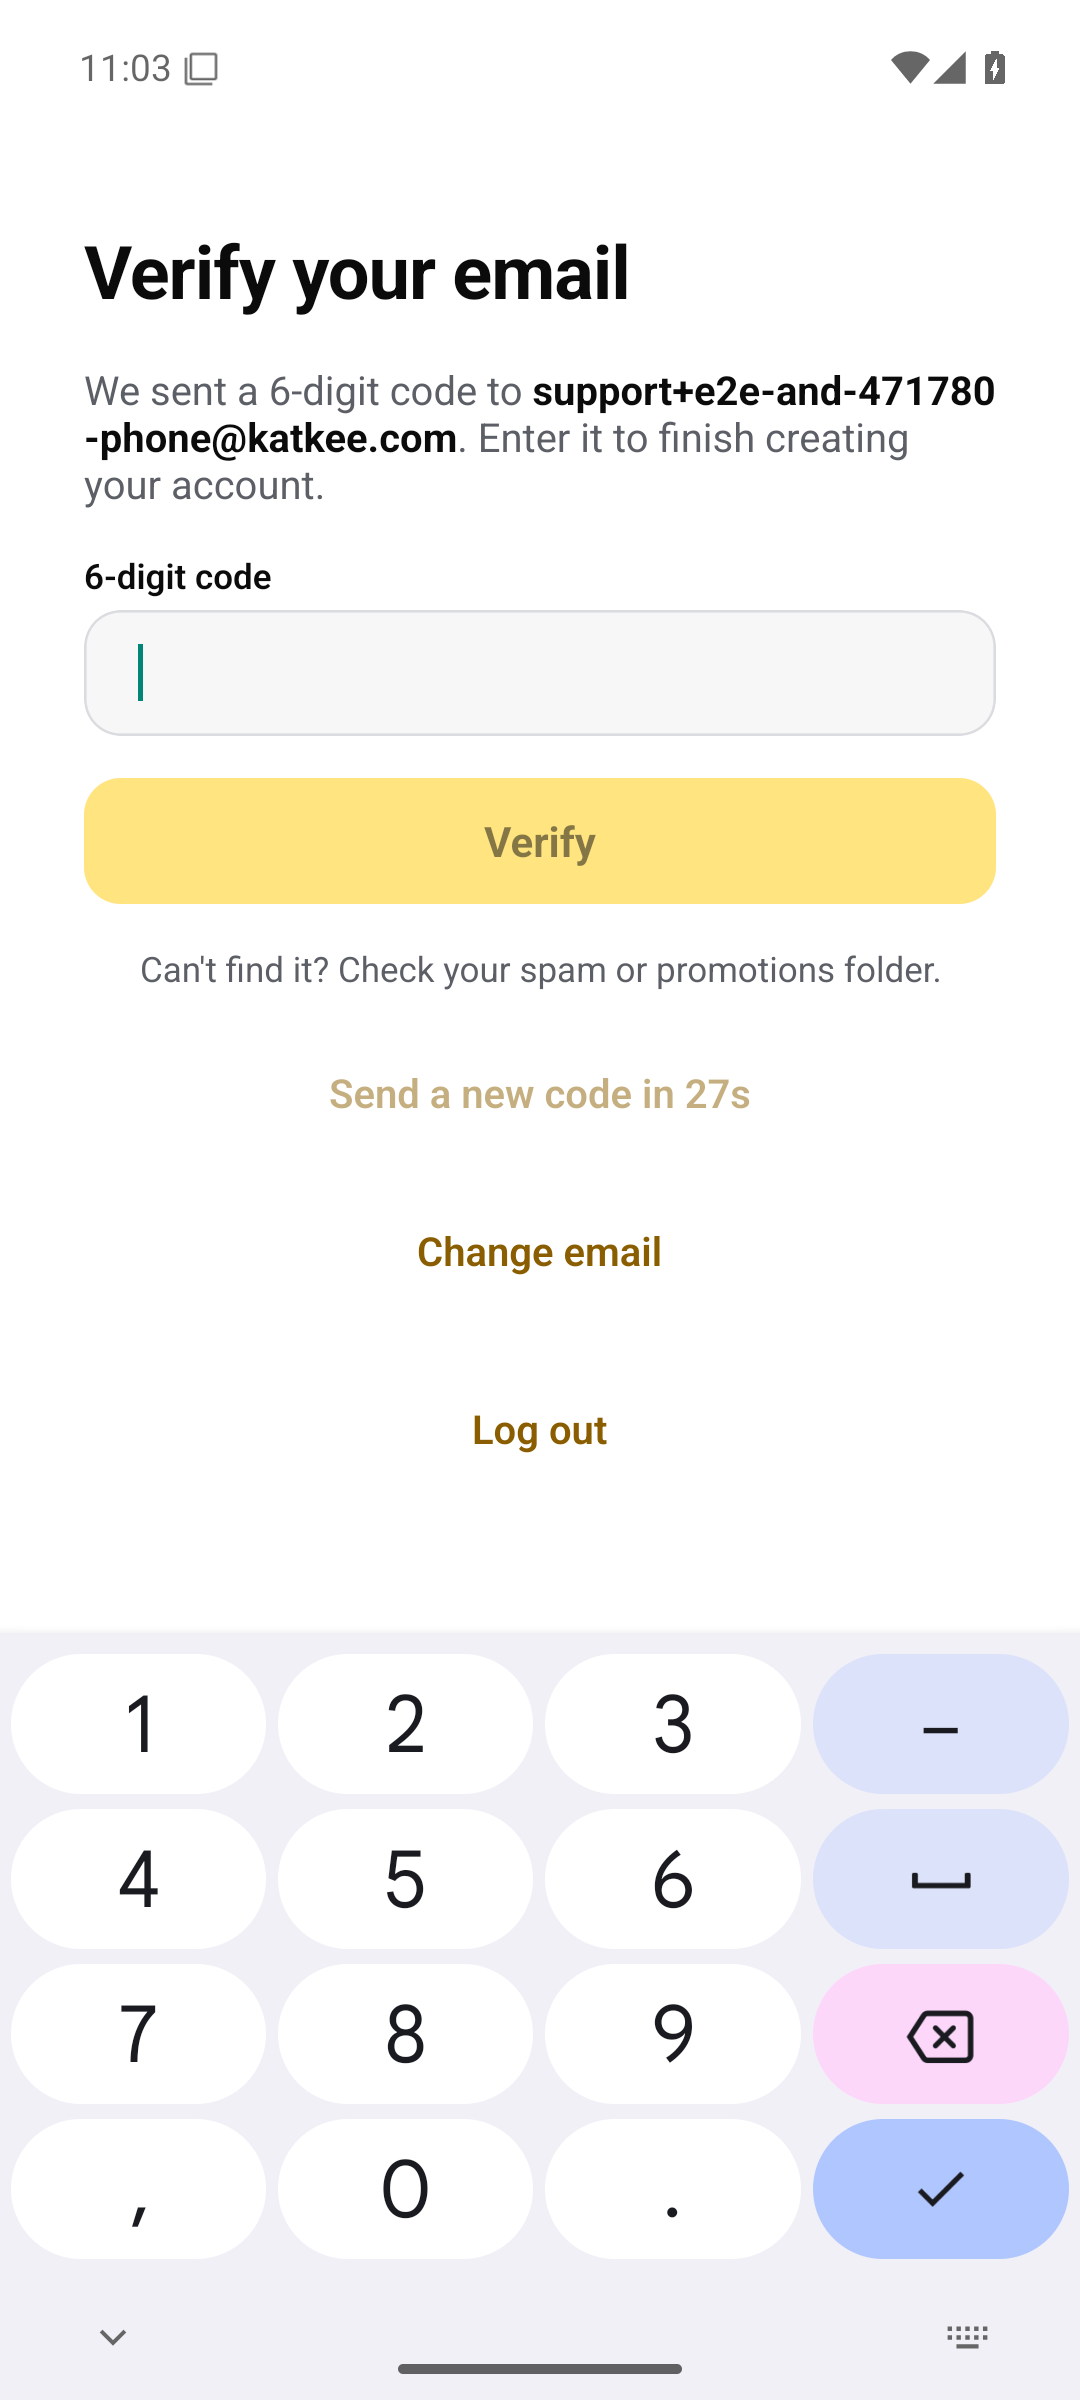 11:03
Verify your email
We sent a 6-digit code to support+e2e-and-471780
-phone@katkee.com. Enter it to finish creating
your account.
6-digit code
Verify
Can't find it? Check your spam or promotions folder.
Send a new code in 27s
Change email
Log out
1 2 3 –
4 5 6
7 8 9
, 0 .